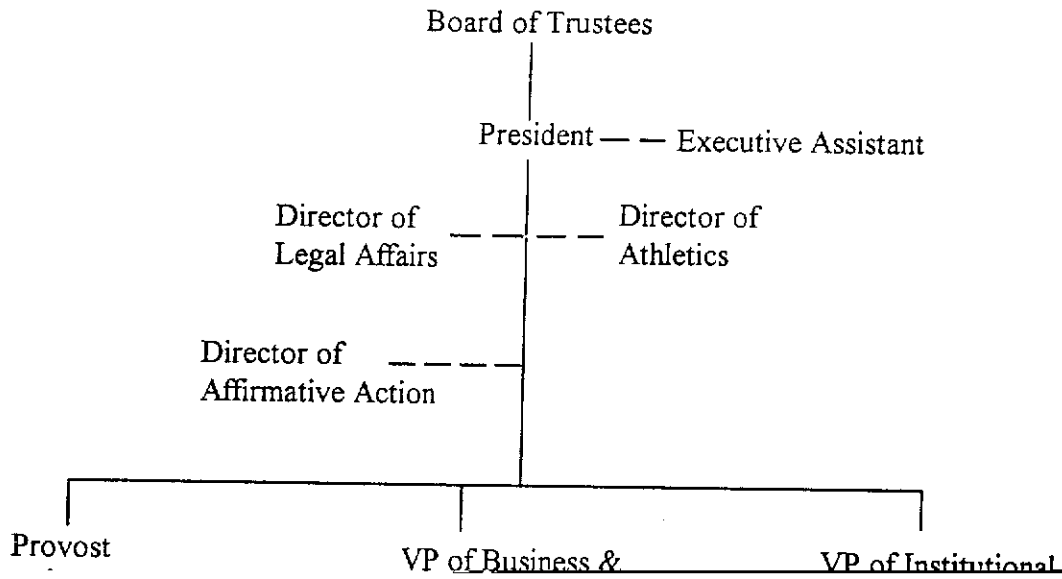 Board of Trustees
President
Executive Assistant
Director of
Legal Affairs
Director of
Athletics
Director of
Affirmative Action
Provost
VP of Business &
VP of Institutional